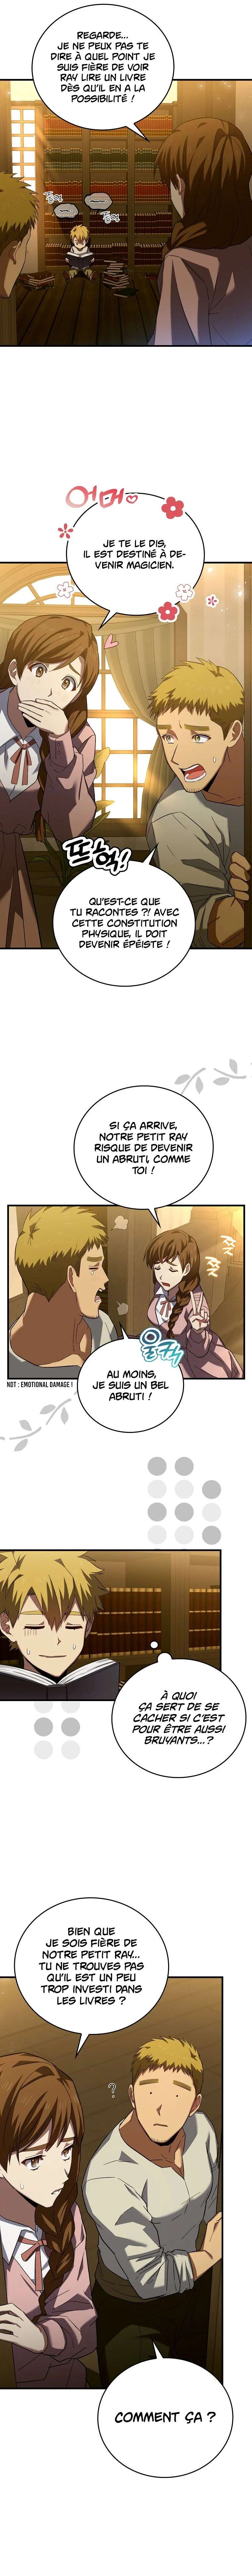 REGARDE...
JE NE PEUX PAS TE
DIRE À QUEL POINT JE
SUIS FIÈRE DE VOIR
RAY LIRE UN LIVRE
DÈS QU'IL EN A LA
POSSIBILITÉ !
어머
JE TE LE DIS,
IL EST DESTINÉ À DE-
VENIR MAGICIEN.
뜨헉!
QU'EST-CE QUE
TU RACONTES ?! AVEC
CETTE CONSTITUTION
PHYSIQUE, IL DOIT
DEVENIR ÉPÉISTE !
SI ÇA ARRIVE,
NOTRE PETIT RAY
RISQUE DE DEVENIR
UN ABRUTI, COMME
TOI !
쯧
쯧
울컥
AU MOINS,
JE SUIS UN BEL
ABRUTI !
NOT : EMOTIONAL DAMAGE !
À QUOI
ÇA SERT DE SE
CACHER SI C'EST
POUR ÊTRE AUSSI
BRUYANTS...?
BIEN QUE
JE SOIS FIÈRE DE
NOTRE PETIT RAY...
TU NE TROUVES PAS
QU'IL EST UN PEU
TROP INVESTI DANS
LES LIVRES ?
?
COMMENT ÇA ?